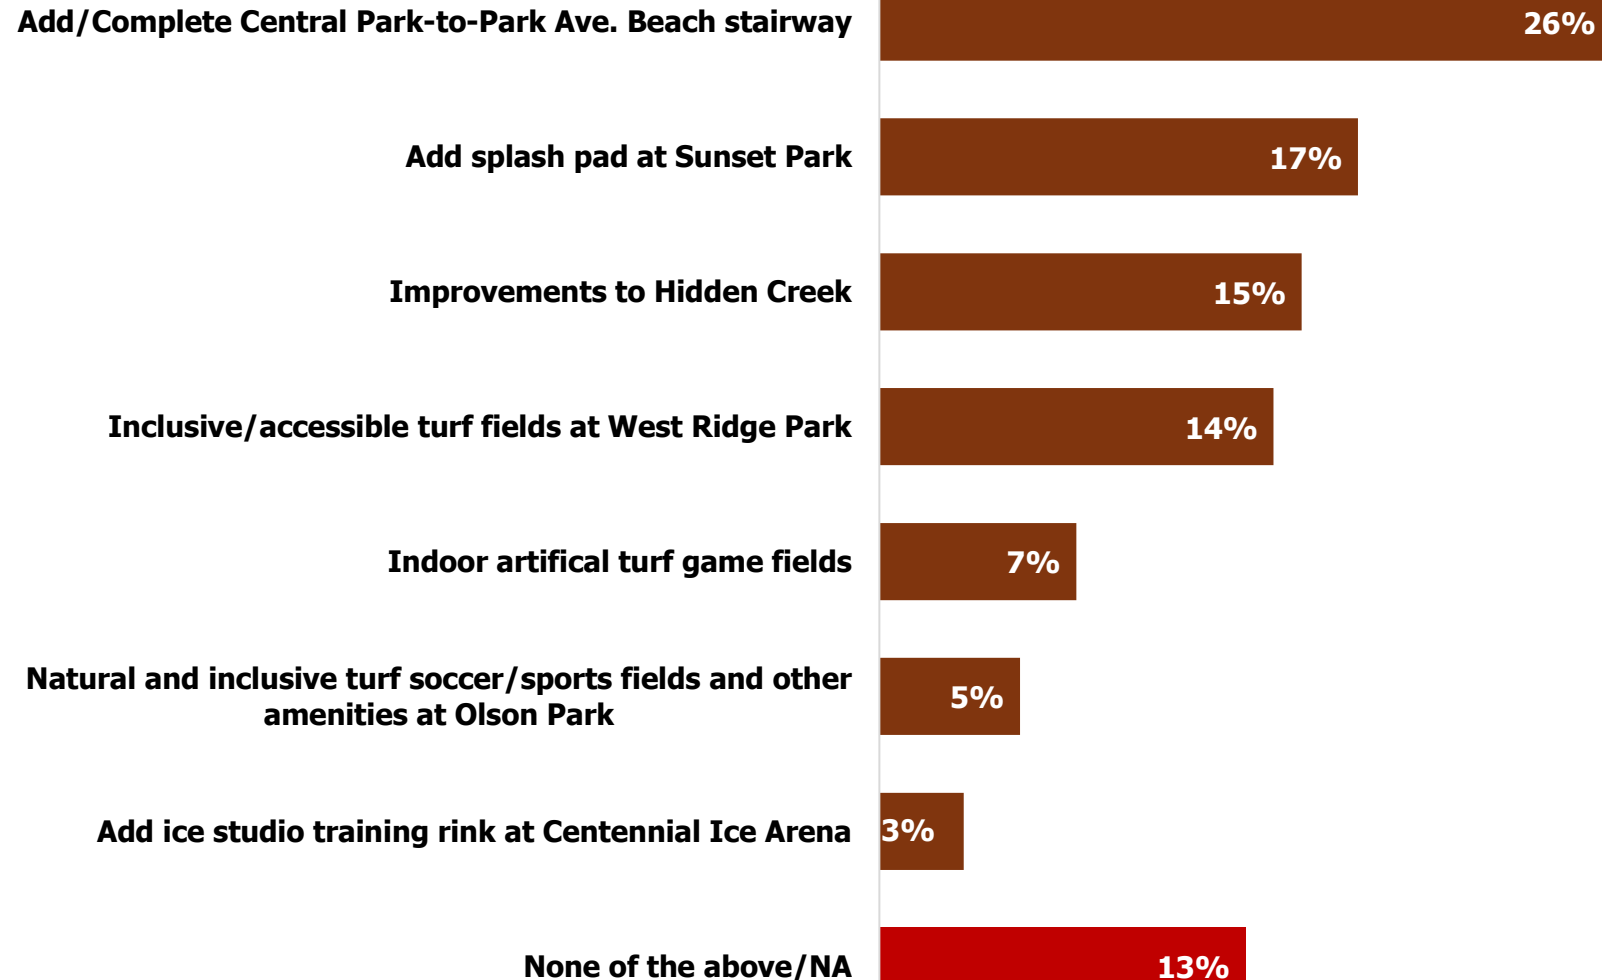 Add/Complete Central Park-to-Park Ave. Beach stairway 26%
Add splash pad at Sunset Park 17%
Improvements to Hidden Creek 15%
Inclusive/accessible turf fields at West Ridge Park 14%
Indoor artifical turf game fields 7%
Natural and inclusive turf soccer/sports fields and other
amenities at Olson Park 5%
Add ice studio training rink at Centennial Ice Arena 3%
None of the above/NA 13%